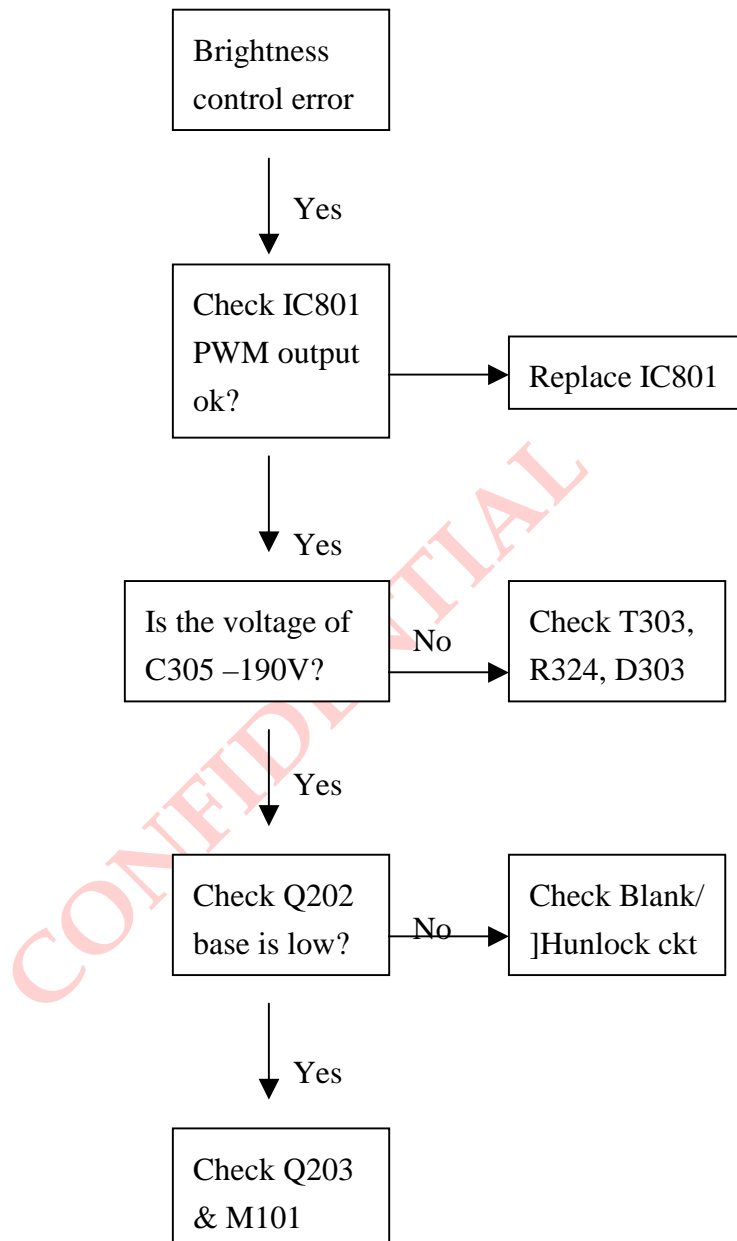 Brightness
control error
Yes
Check IC801
PWM output
ok?
Replace IC801
Yes
Is the voltage of
C305 –190V?
No
Check T303,
R324, D303
Yes
Check Q202
base is low?
No
Check Blank/
]Hunlock ckt
Yes
Check Q203
& M101
CONFIDENTIAL